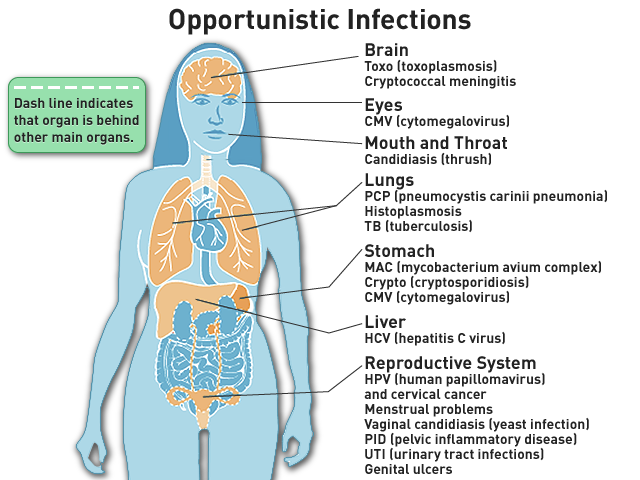 Opportunistic Infections
Dash line indicates
that organ is behind
other main organs.
Brain
Toxo (toxoplasmosis)
Cryptococcal meningitis
Eyes
CMV (cytomegalovirus)
Mouth and Throat
Candidiasis (thrush)
Lungs
PCP (pneumocystis carinii pneumonia)
Histoplasmosis
TB (tuberculosis)
Stomach
MAC (mycobacterium avium complex)
Crypto (cryptosporidiosis)
CMV (cytomegalovirus)
Liver
HCV (hepatitis C virus)
Reproductive System
HPV (human papillomavirus)
and cervical cancer
Menstrual problems
Vaginal candidiasis (yeast infection)
PID (pelvic inflammatory disease)
UTI (urinary tract infections)
Genital ulcers